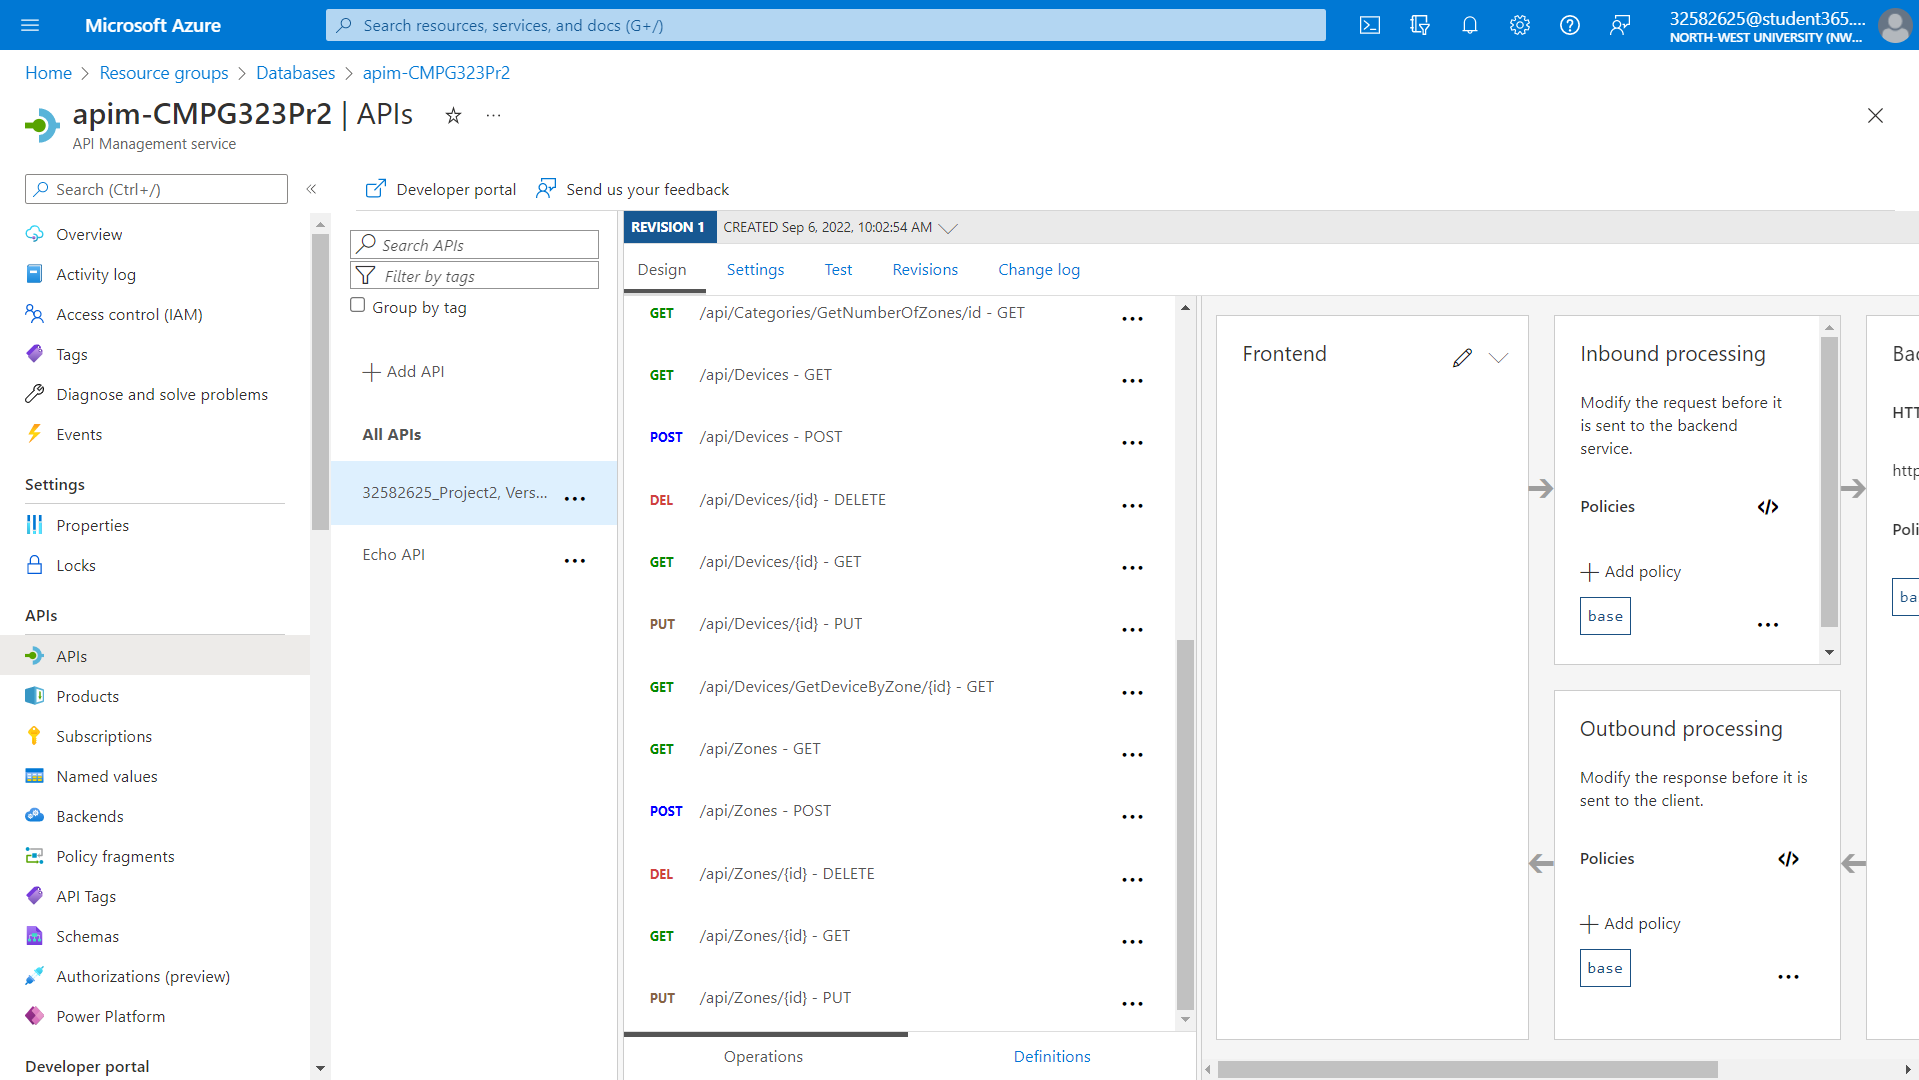 Microsoft Azure
Search resources, services, and docs (G+/)
32582625@student365....
NORTH-WEST UNIVERSITY (NW...
Home > Resource groups > Databases > apim-CMPG323Pr2
apim-CMPG323Pr2 | APIs
API Management service
Search (Ctrl+/)
Overview
Activity log
Access control (IAM)
Tags
Diagnose and solve problems
Events
Settings
Properties
Locks
APIs
APIs
Products
Subscriptions
Named values
Backends
Policy fragments
API Tags
Schemas
Authorizations (preview)
Power Platform
Developer portal
Developer portal
Send us your feedback
Search APIs
Filter by tags
Group by tag
Add API
All APIs
32582625_Project2, Vers...
Echo API
REVISION 1 CREATED Sep 6, 2022, 10:02:54 AM
Design Settings Test Revisions Change log
GET /api/Categories/GetNumberOfZones/id - GET
GET /api/Devices - GET
POST /api/Devices - POST
DEL /api/Devices/{id} - DELETE
GET /api/Devices/{id} - GET
PUT /api/Devices/{id} - PUT
GET /api/Devices/GetDeviceByZone/{id} - GET
GET /api/Zones - GET
POST /api/Zones - POST
DEL /api/Zones/{id} - DELETE
GET /api/Zones/{id} - GET
PUT /api/Zones/{id} - PUT
Operations Definitions
Frontend
Inbound processing
Modify the request before it
is sent to the backend
service.
Policies </>
Add policy
base
Outbound processing
Modify the response before it is
sent to the client.
Policies </>
Add policy
base